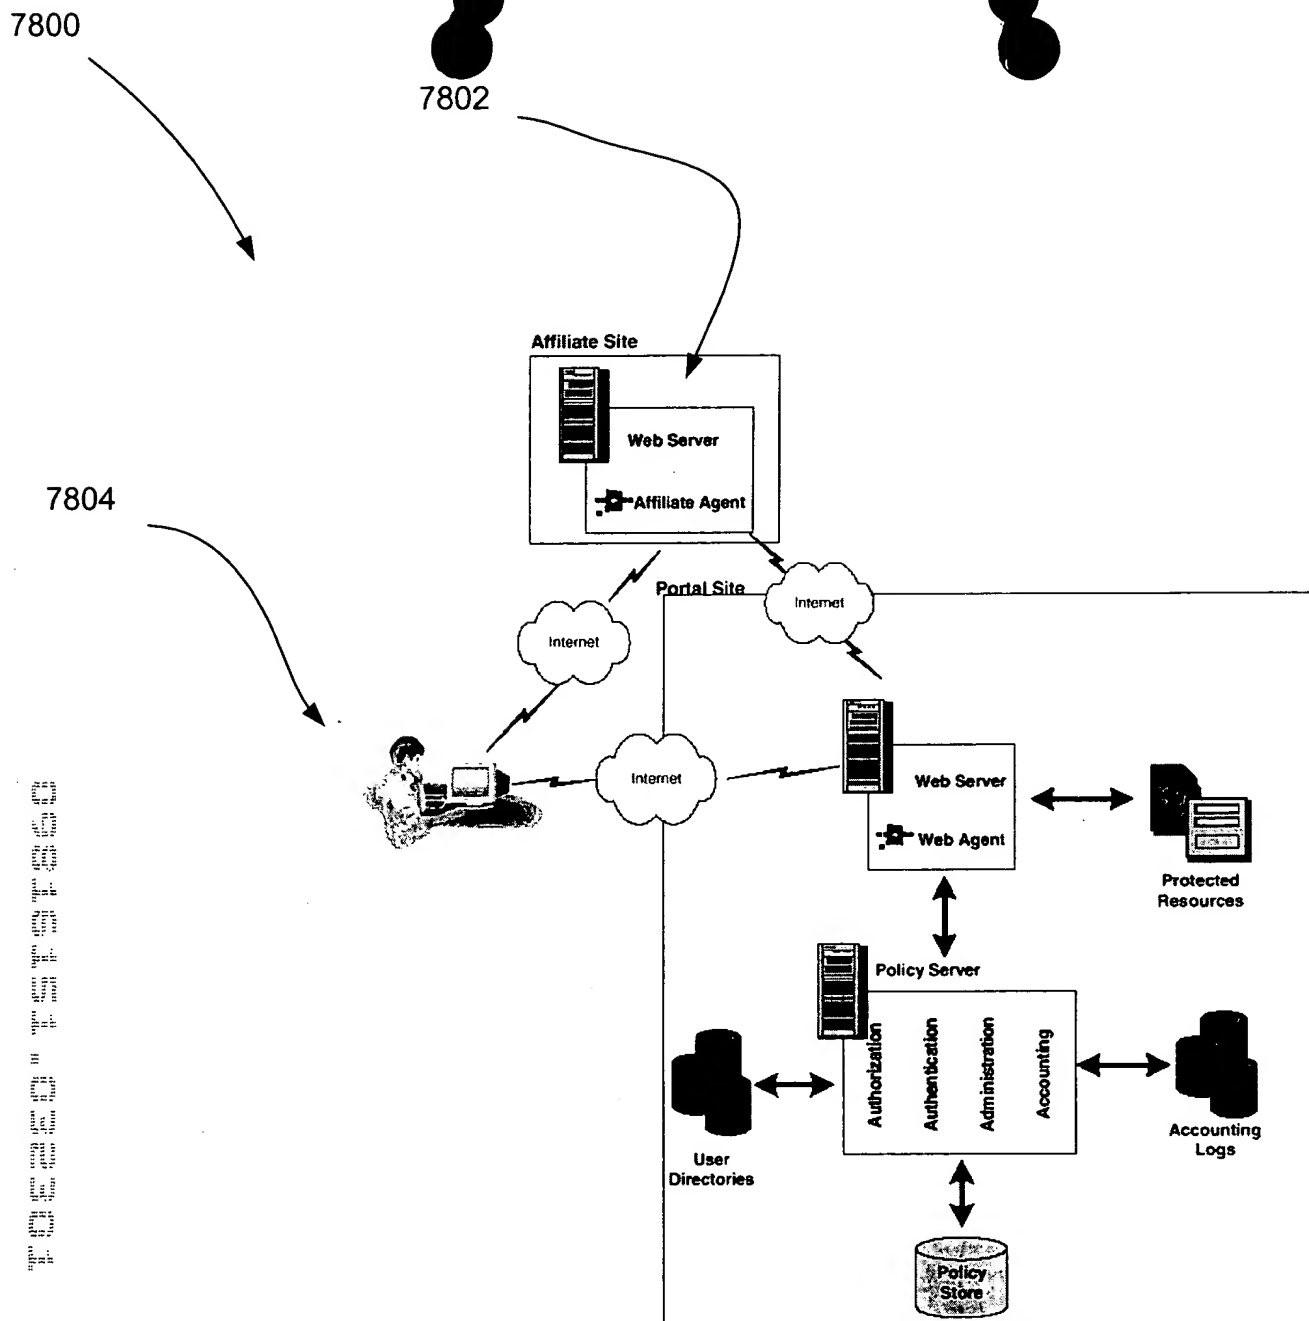 7800
7802
Affiliate Site
Web Server
Affiliate Agent
7804
Portal Site
Internet
Internet
Internet
Web Server
Web Agent
Protected
Resources
Policy Server
Authorization
Authentication
Administration
Accounting
User
Directories
Accounting
Logs
Policy
Store